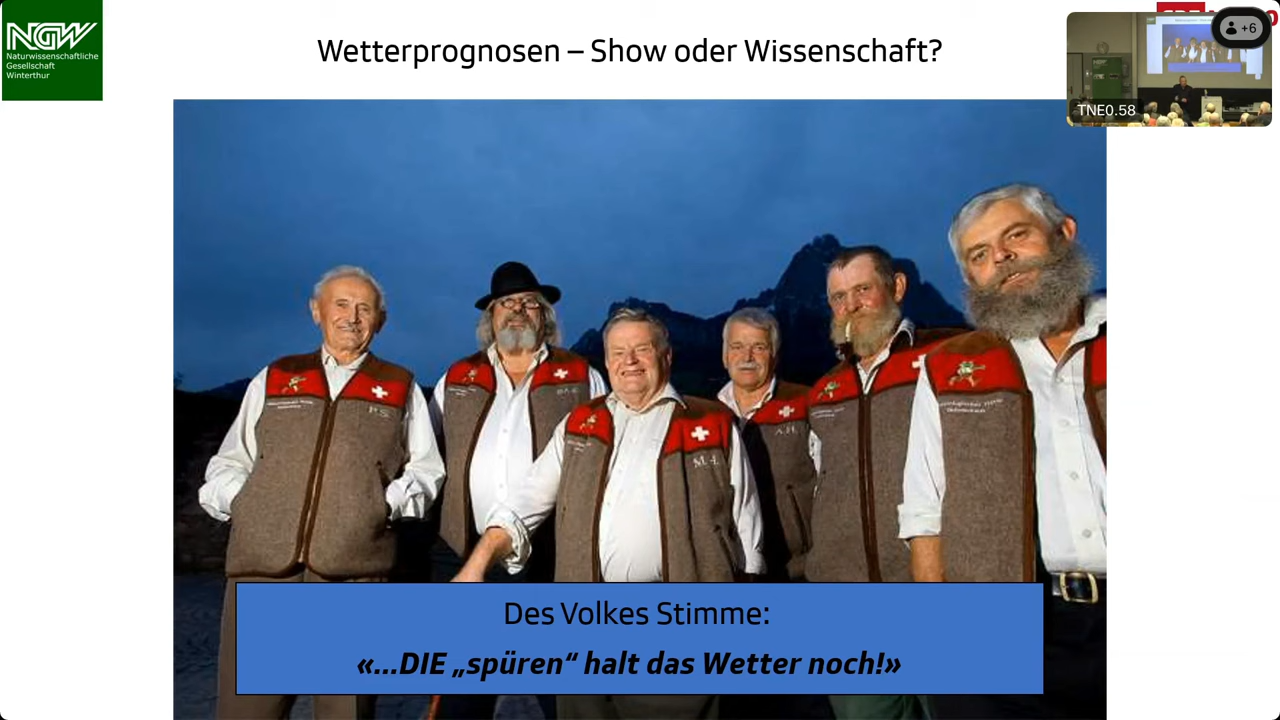 NGW
Naturwissenschaftliche
Gesellschaft
Winterthur
Wetterprognosen – Show oder Wissenschaft?
+6
TNE0.58
P.S.
M.H.
A.H.
Des Volkes Stimme:
«...DIE „spüren“ halt das Wetter noch!»